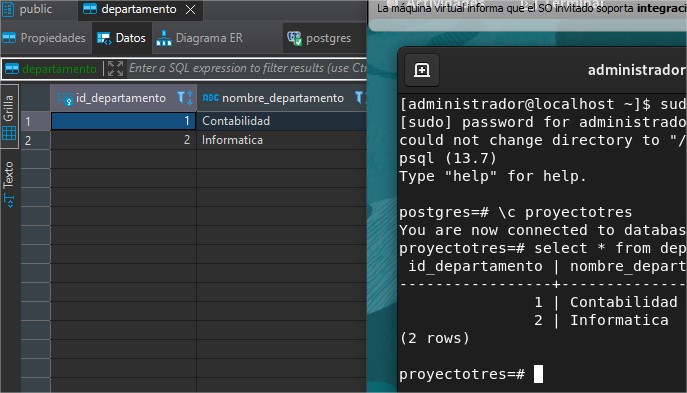 public
departamento
Propiedades
Datos
Diagrama ER
postgres
departamento
Enter a SQL expression to filter results (use Ctr
Grilla
Texto
id_departamento
ABC nombre_departamento
1 1 Contabilidad
2 2 Informatica
La máquina virtual informa que el SO invitado soporta integraci
administrador
[administrador@localhost ~]$ sud
[sudo] password for administrado
could not change directory to "/
psql (13.7)
Type "help" for help.
postgres=# \c proyectotres
You are now connected to databas
proyectotres=# select * from dep
id_departamento | nombre_depart
-----------------+--------------
1 | Contabilidad
2 | Informatica
(2 rows)
proyectotres=#